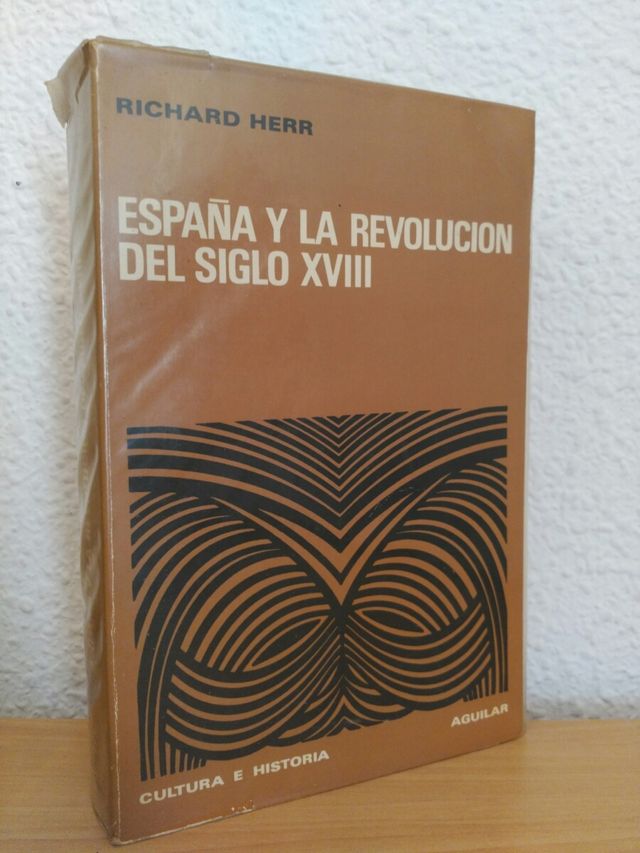 RICHARD HERR
ESPAÑA Y LA REVOLUCION
DEL SIGLO XVIII
AGUILAR
CULTURA E HISTORIA